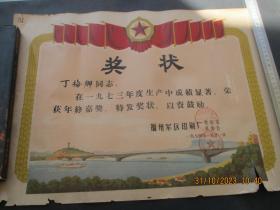 奖状
丁梅卿同志:
在一九七三年度生产中成绩显著,荣
获年终嘉奖,特发奖状,以资鼓励。
福州军区印刷厂
31/10/2023 10:40